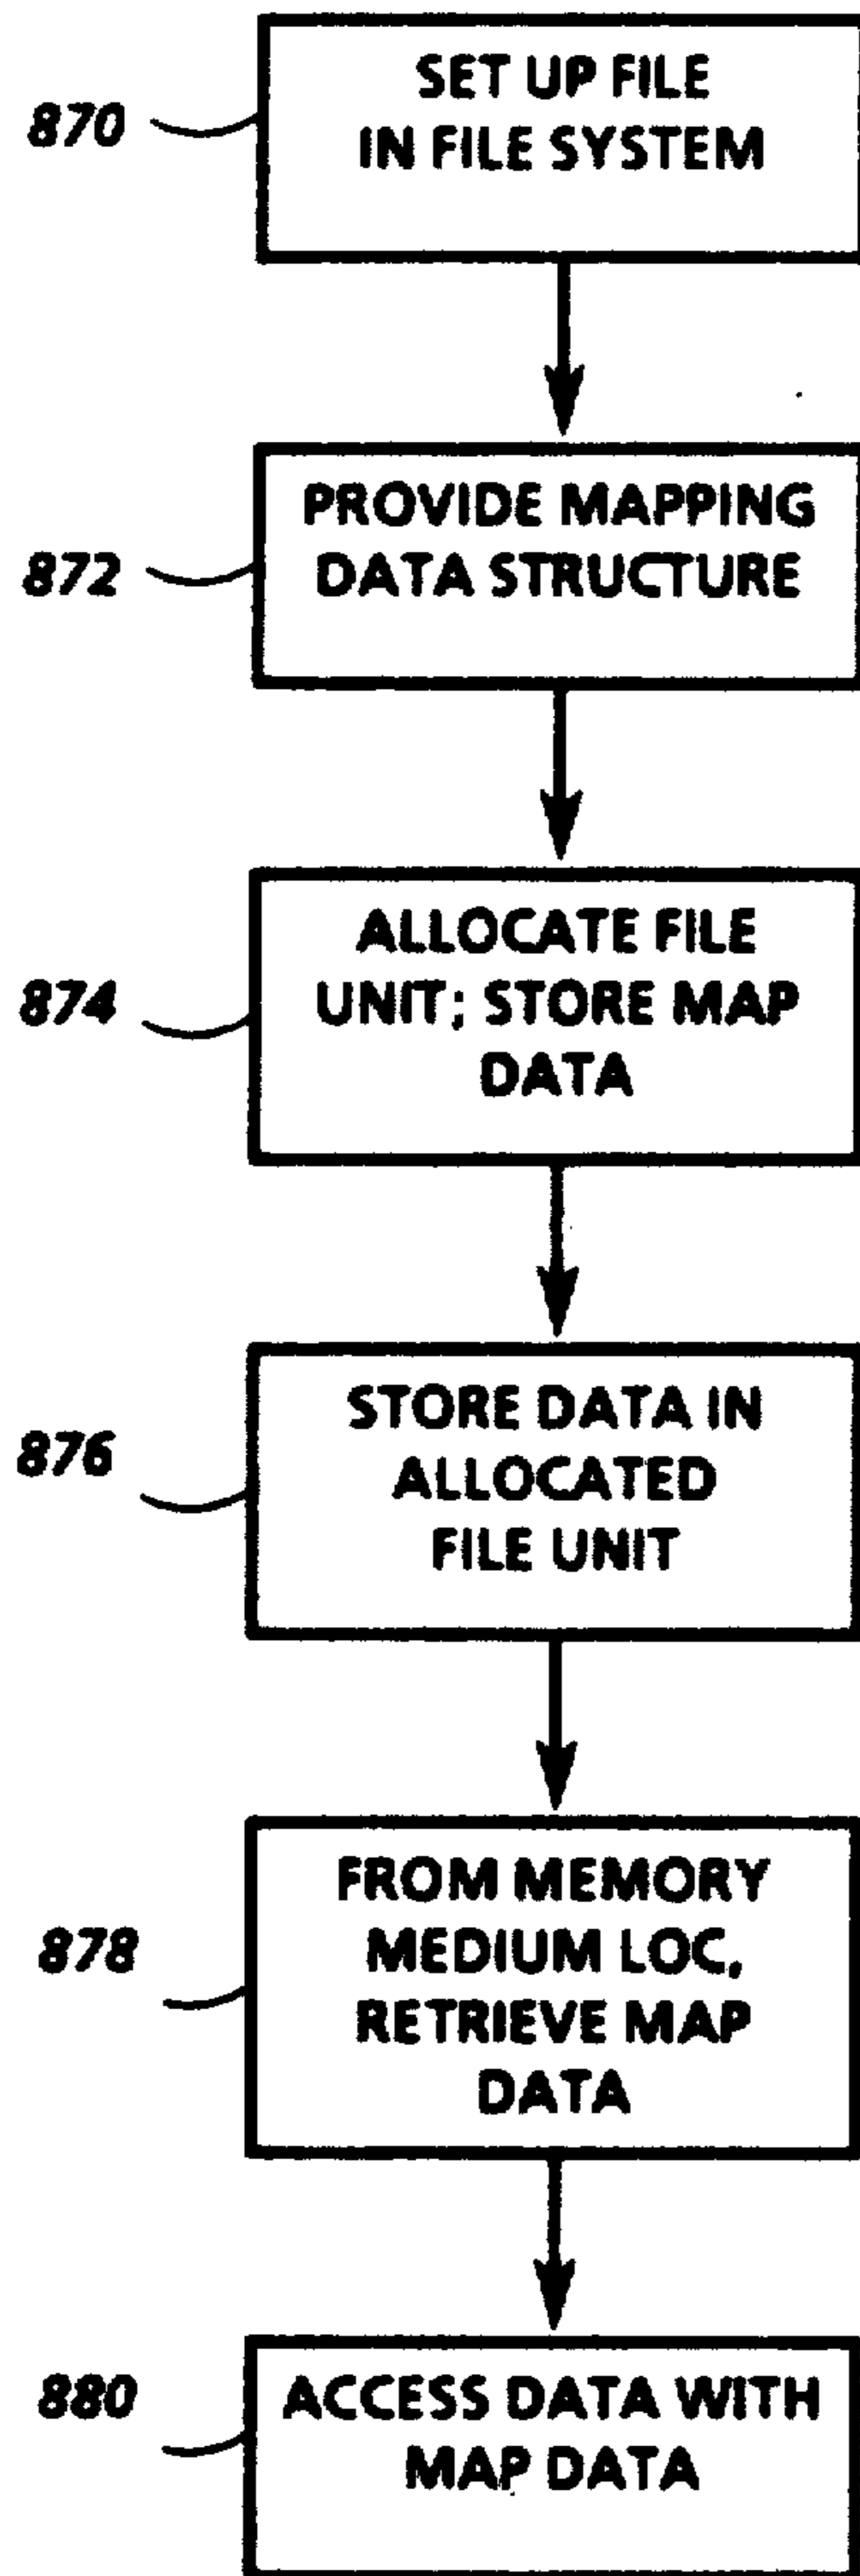 870
SET UP FILE
IN FILE SYSTEM
872
PROVIDE MAPPING
DATA STRUCTURE
874
ALLOCATE FILE
UNIT; STORE MAP
DATA
876
STORE DATA IN
ALLOCATED
FILE UNIT
878
FROM MEMORY
MEDIUM LOC,
RETRIEVE MAP
DATA
880
ACCESS DATA WITH
MAP DATA